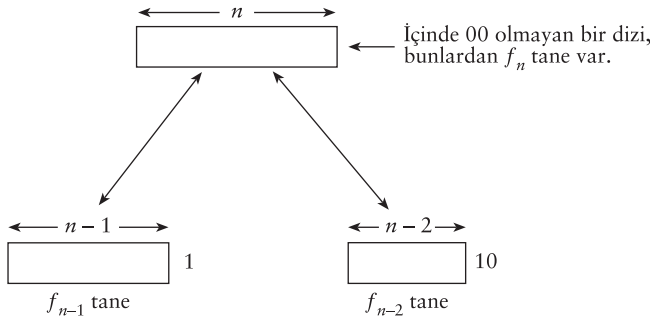 n
İçinde 00 olmayan bir dizi,
bunlardan fₙ tane var.
n – 1
n – 2
1
10
fₙ₋₁ tane
fₙ₋₂ tane